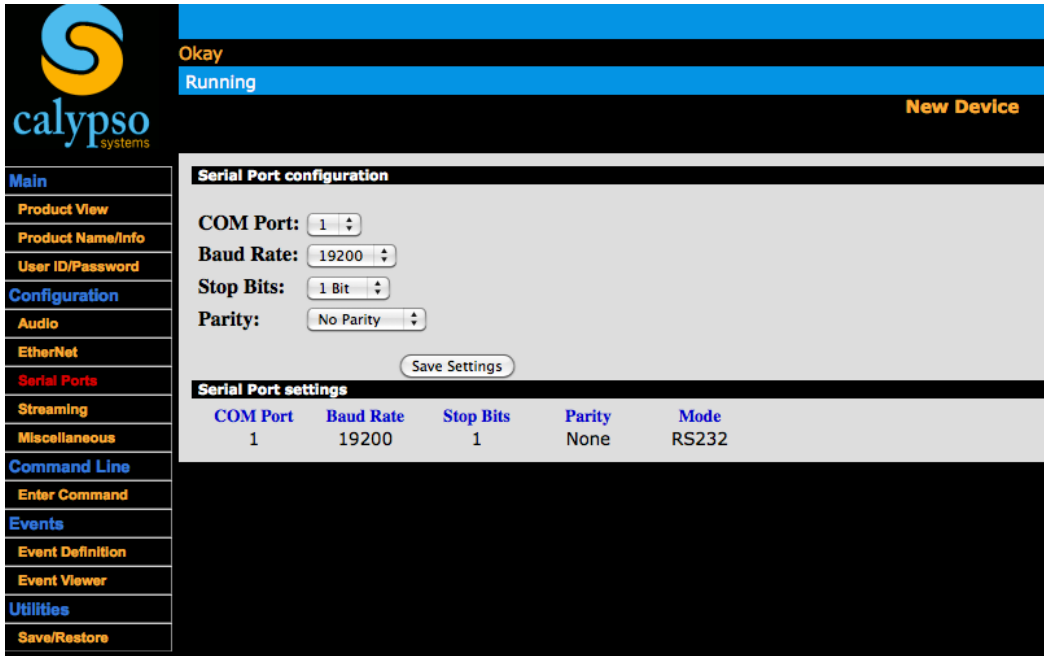 calypso
systems
Okay
Running
New Device
Main
Product View
Product Name/Info
User ID/Password
Configuration
Audio
EtherNet
Serial Ports
Streaming
Miscellaneous
Command Line
Enter Command
Events
Event Definition
Event Viewer
Utilities
Save/Restore
Serial Port configuration
COM Port: 1
Baud Rate: 19200
Stop Bits: 1 Bit
Parity: No Parity
Save Settings
Serial Port settings
COM Port Baud Rate Stop Bits Parity Mode
1 19200 1 None RS232